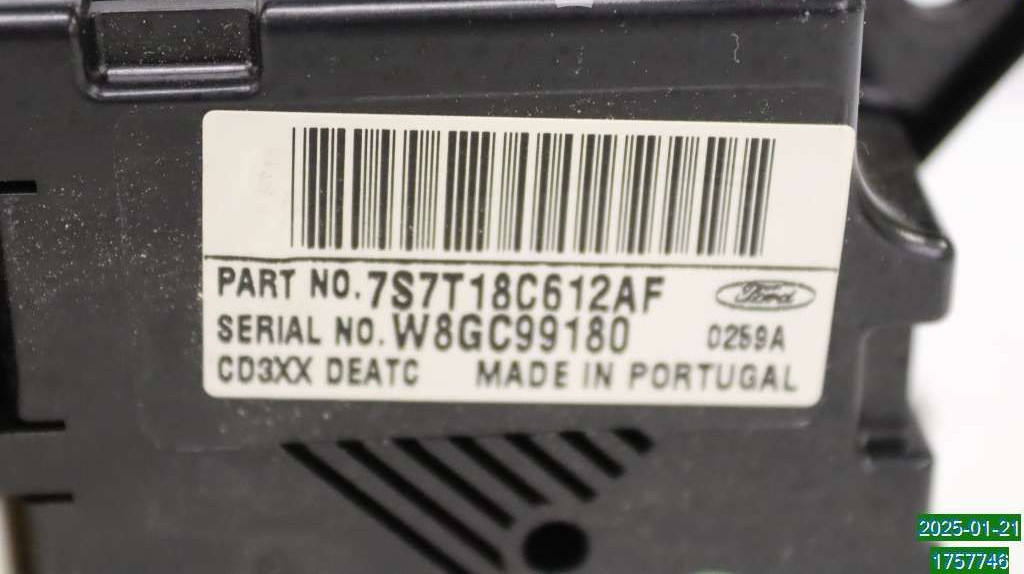 PART NO. 7S7T18C612AF Ford
SERIAL NO. W8GC99180 0259A
CD3XX DEATC MADE IN PORTUGAL
2025-01-21
1757746